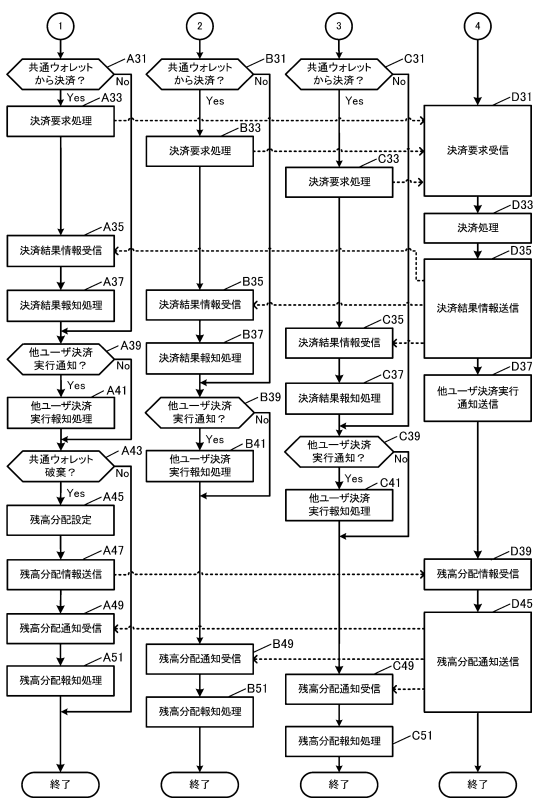 1
A31
共通ウォレット
から決済？
Yes
No
A33
決済要求処理
A35
決済結果情報受信
A37
決済結果報知処理
A39
他ユーザ決済
実行通知？
No
Yes
A41
他ユーザ決済
実行報知処理
A43
共通ウォレット
破棄？
No
Yes
A45
残高分配設定
A47
残高分配情報送信
A49
残高分配通知受信
A51
残高分配報知処理
終了
2
B31
共通ウォレット
から決済？
No
Yes
B33
決済要求処理
B35
決済結果情報受信
B37
決済結果報知処理
B39
他ユーザ決済
実行通知？
No
Yes
B41
他ユーザ決済
実行報知処理
B49
残高分配通知受信
B51
残高分配報知処理
終了
3
C31
共通ウォレット
から決済？
No
Yes
C33
決済要求処理
C35
決済結果情報受信
C37
決済結果報知処理
C39
他ユーザ決済
実行通知？
No
Yes
C41
他ユーザ決済
実行報知処理
C49
残高分配通知受信
C51
残高分配報知処理
終了
4
D31
決済要求受信
D33
決済処理
D35
決済結果情報送信
D37
他ユーザ決済実行
通知送信
D39
残高分配情報受信
D45
残高分配通知送信
終了